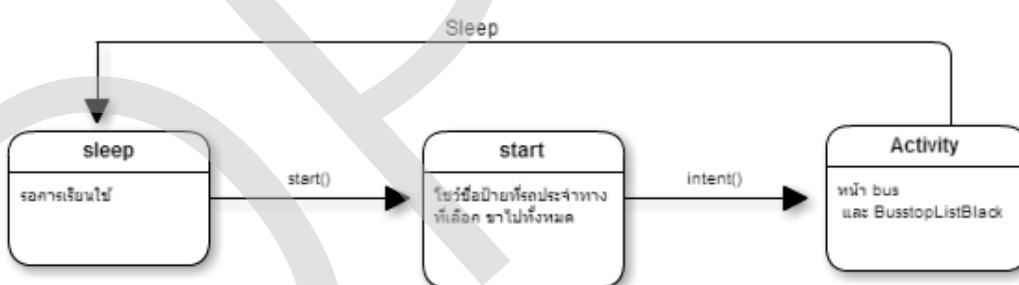 Sleep
sleep
รอการเรียนใช้
start()
start
โชว์ชื่อป้ายที่รถประจำทาง
ที่เลือก ขาไปทั้งหมด
intent()
Activity
หน้า bus
และ BusstopListBlack